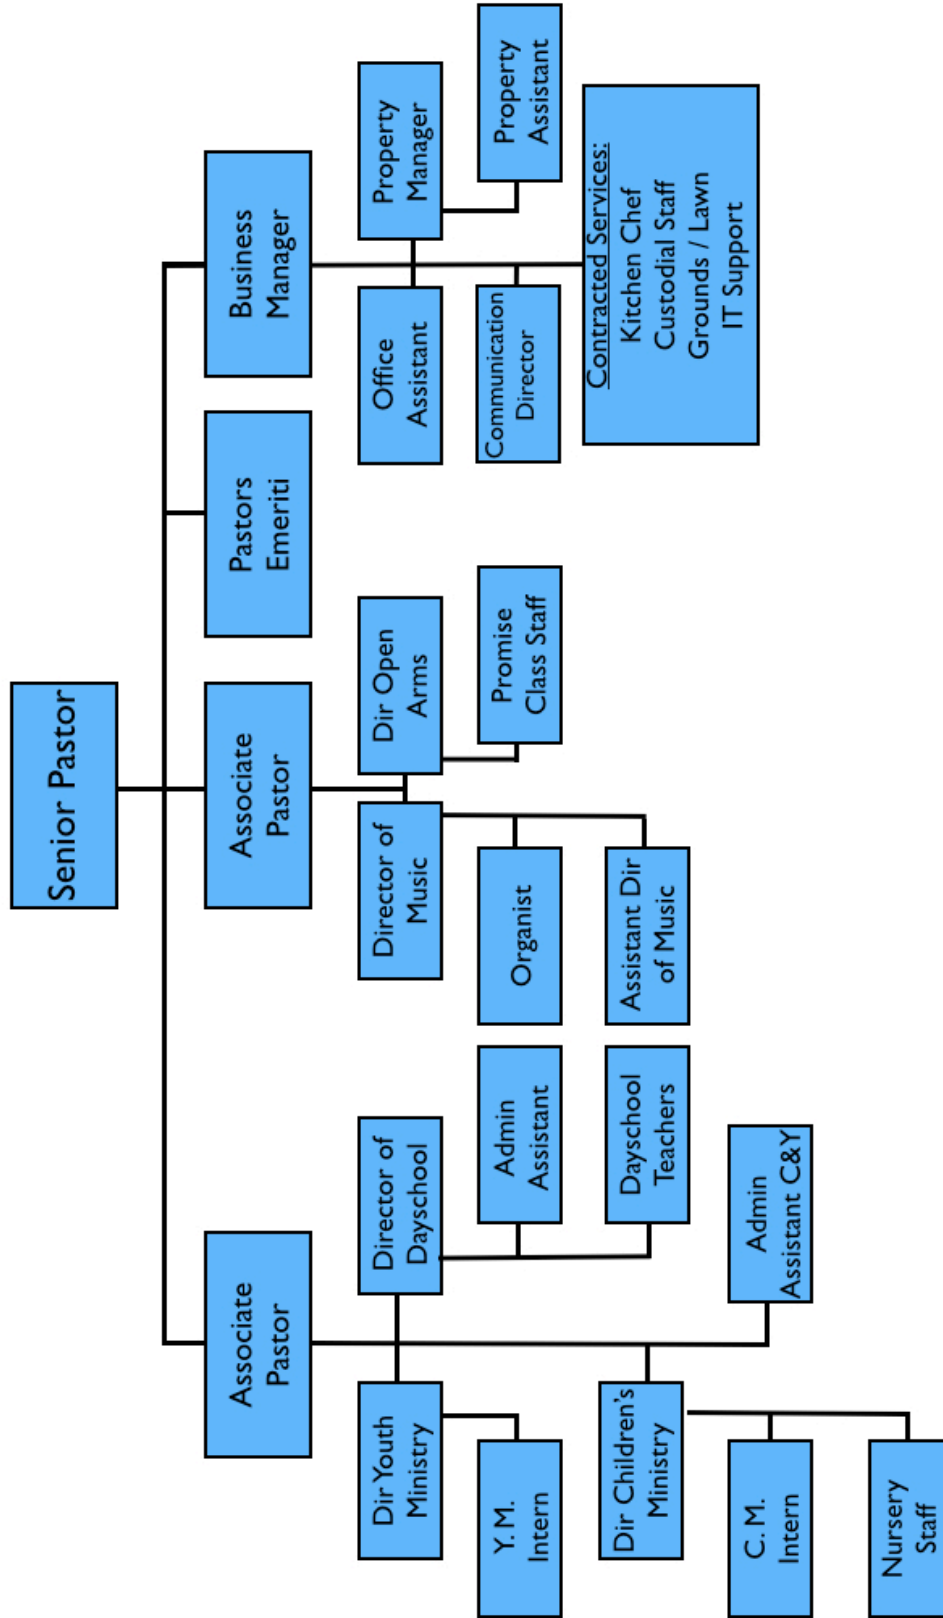 Senior Pastor
Associate
Pastor
Associate
Pastor
Pastors
Emeriti
Business
Manager
Dir Youth
Ministry
Director of
Dayschool
Director of
Music
Dir Open
Arms
Office
Assistant
Property
Manager
Y. M.
Intern
Admin
Assistant
Organist
Promise
Class Staff
Communication
Director
Property
Assistant
Dir Children's
Ministry
Dayschool
Teachers
Assistant Dir
of Music
Contracted Services:
Kitchen Chef
Custodial Staff
Grounds / Lawn
IT Support
C. M.
Intern
Admin
Assistant C&Y
Nursery
Staff